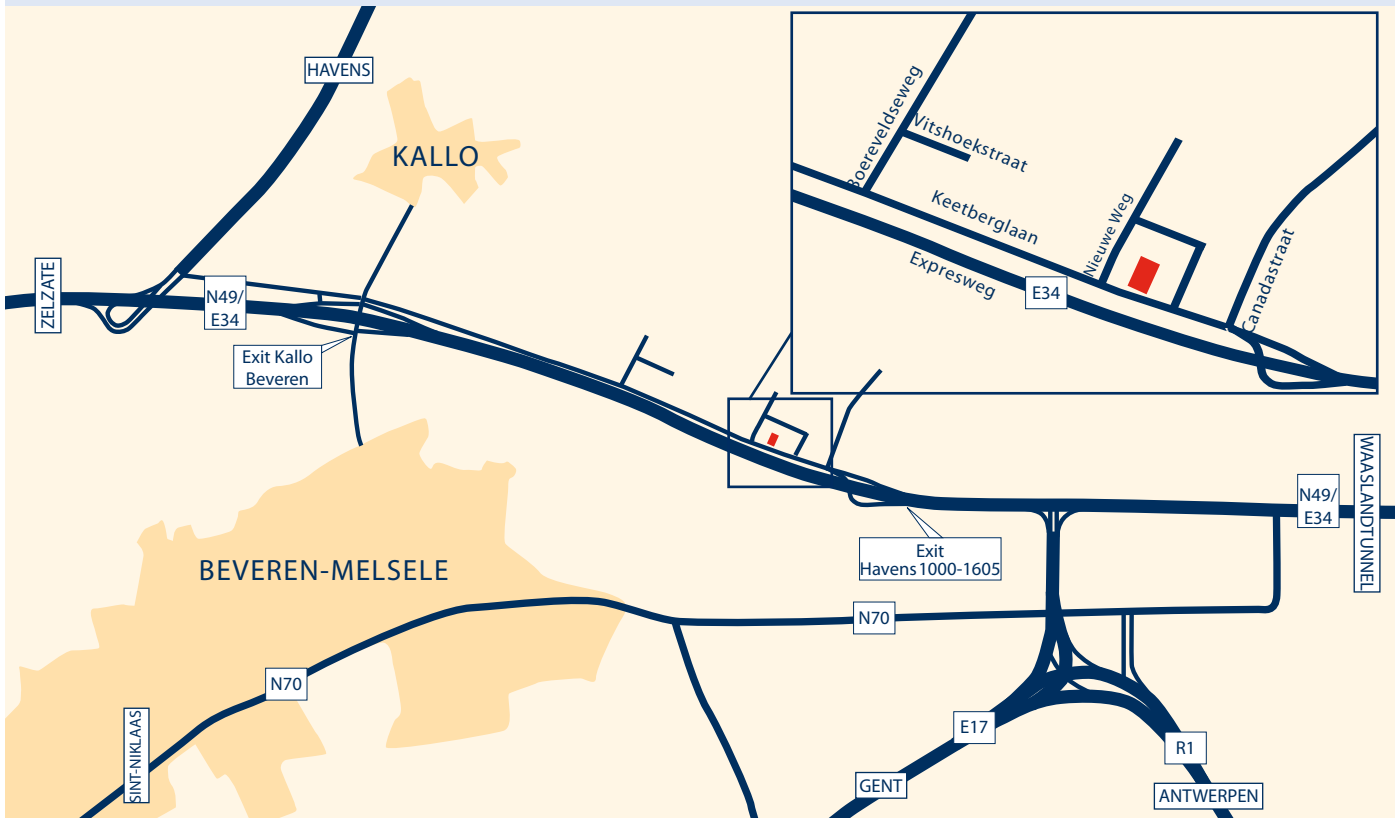 HAVENS
KALLO
ZELZATE
N49/
E34
Exit Kallo
Beveren
BEVEREN-MELSELE
N70
SINT-NIKLAAS
Boereveldseweg
Vitshoekstraat
Keetberglaan
Nieuwe Weg
Expresweg
E34
Canadastraat
N49/
E34
WAASLANDTUNNEL
Exit
Havens 1000-1605
N70
E17
R1
GENT
ANTWERPEN